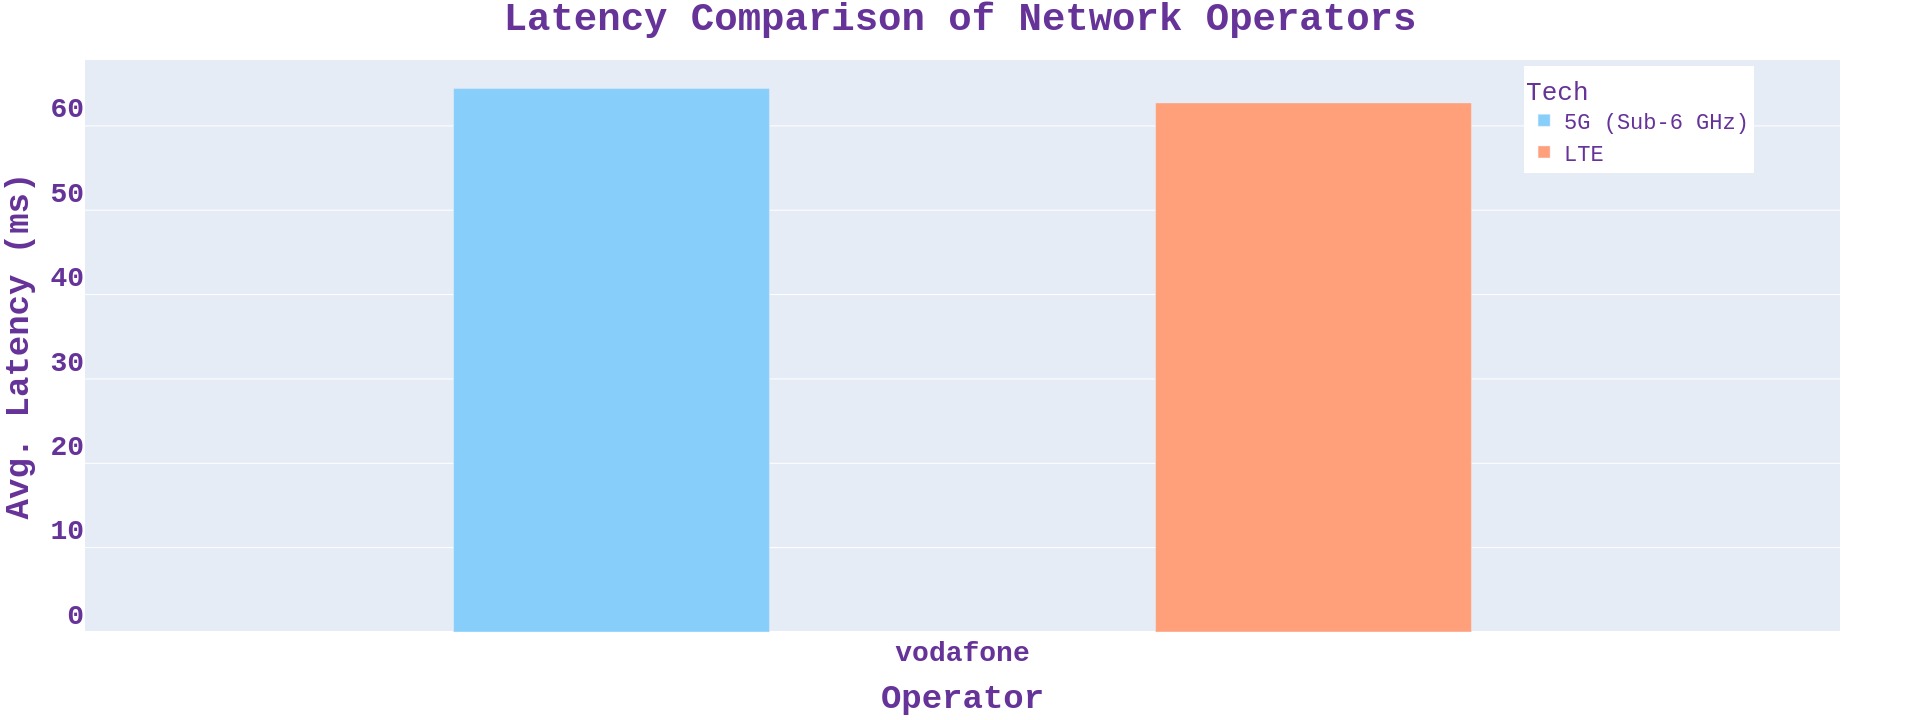 Latency Comparison of Network Operators
Tech
5G (Sub-6 GHz)
LTE
Avg. Latency (ms)
60
50
40
30
20
10
0
vodafone
Operator